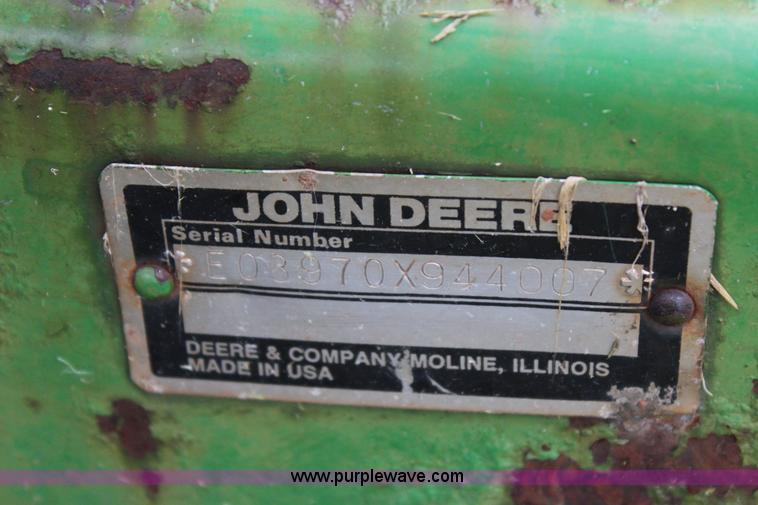 JOHN DEERE
Serial Number
*E03970X944007*
DEERE & COMPANY MOLINE, ILLINOIS
MADE IN USA
www.purplewave.com